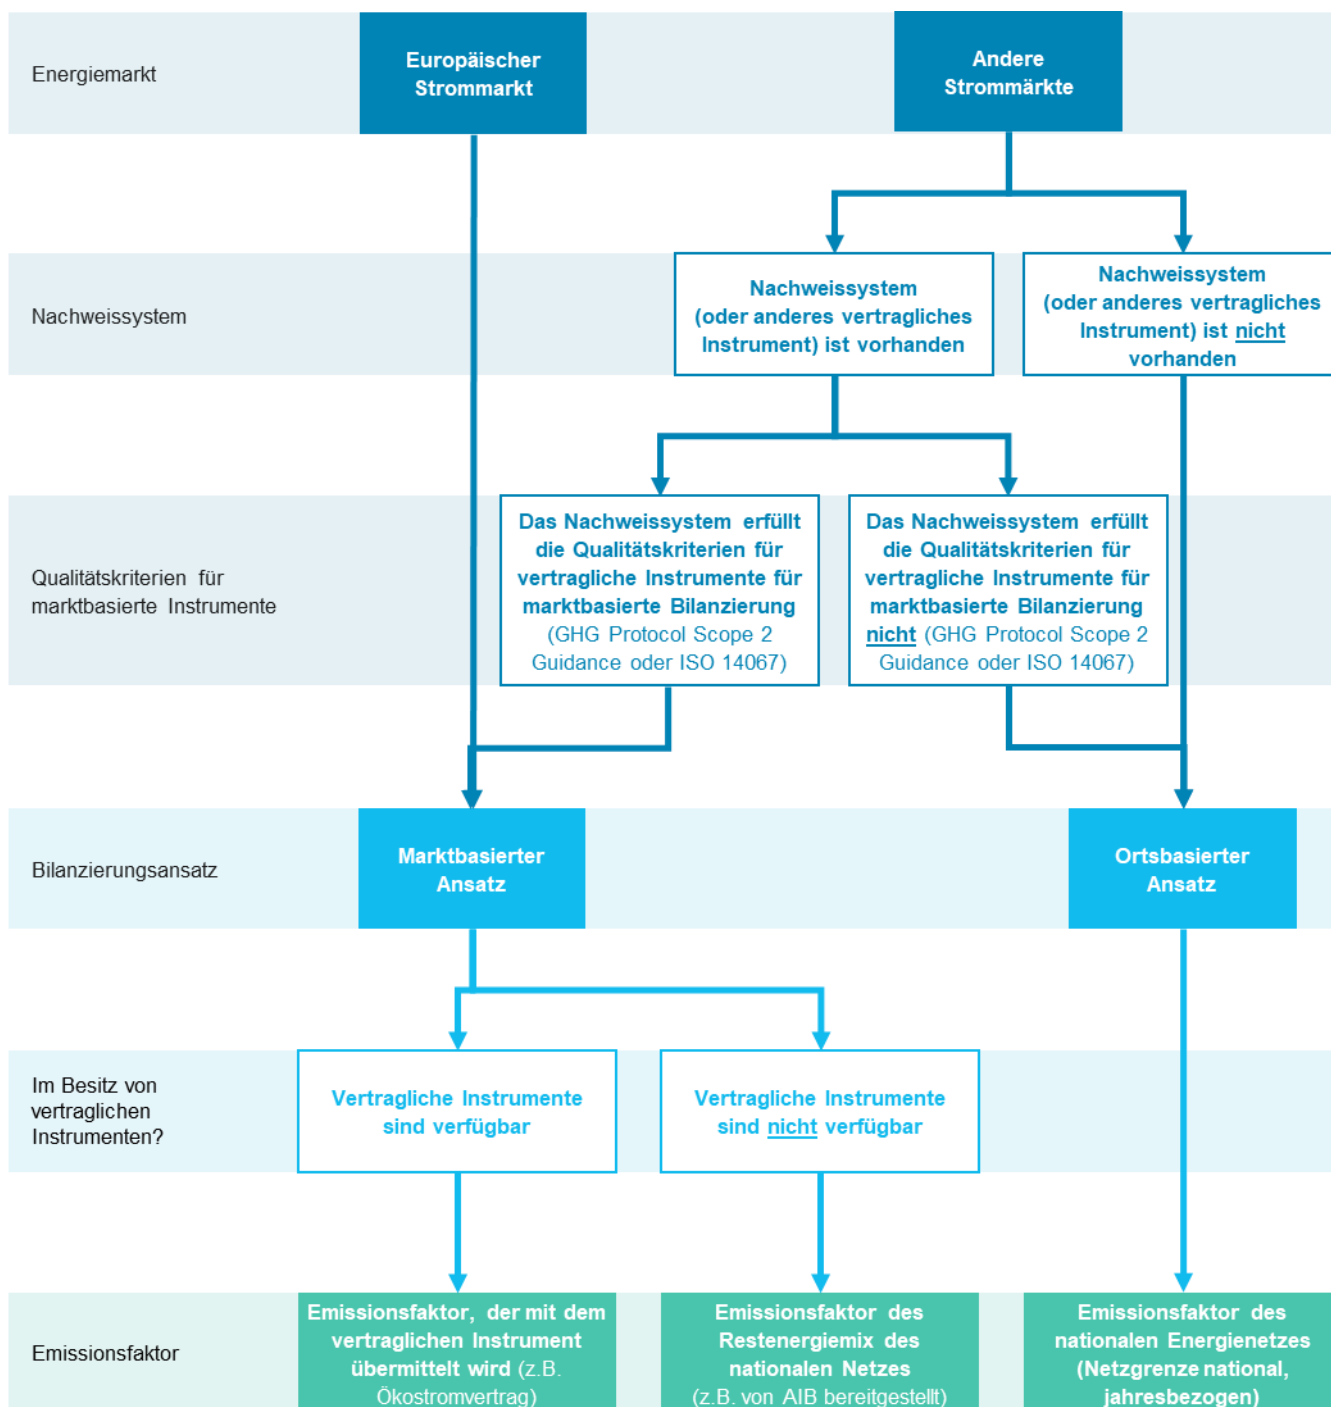 Energiemarkt
Europäischer
Strommarkt
Andere
Strommärkte
Nachweissystem
Nachweissystem
(oder anderes vertragliches
Instrument) ist vorhanden
Nachweissystem
(oder anderes vertragliches
Instrument) ist nicht
vorhanden
Qualitätskriterien für
marktbasierte Instrumente
Das Nachweissystem erfüllt
die Qualitätskriterien für
vertragliche Instrumente für
marktbasierte Bilanzierung
(GHG Protocol Scope 2
Guidance oder ISO 14067)
Das Nachweissystem erfüllt
die Qualitätskriterien für
vertragliche Instrumente für
marktbasierte Bilanzierung
nicht (GHG Protocol Scope 2
Guidance oder ISO 14067)
Bilanzierungsansatz
Marktbasierter
Ansatz
Ortsbasierter
Ansatz
Im Besitz von
vertraglichen
Instrumenten?
Vertragliche Instrumente
sind verfügbar
Vertragliche Instrumente
sind nicht verfügbar
Emissionsfaktor
Emissionsfaktor, der mit dem
vertraglichen Instrument
übermittelt wird (z.B.
Ökostromvertrag)
Emissionsfaktor des
Restenergiemix des
nationalen Netzes
(z.B. von AIB bereitgestellt)
Emissionsfaktor des
nationalen Energienetzes
(Netzgrenze national,
jahresbezogen)